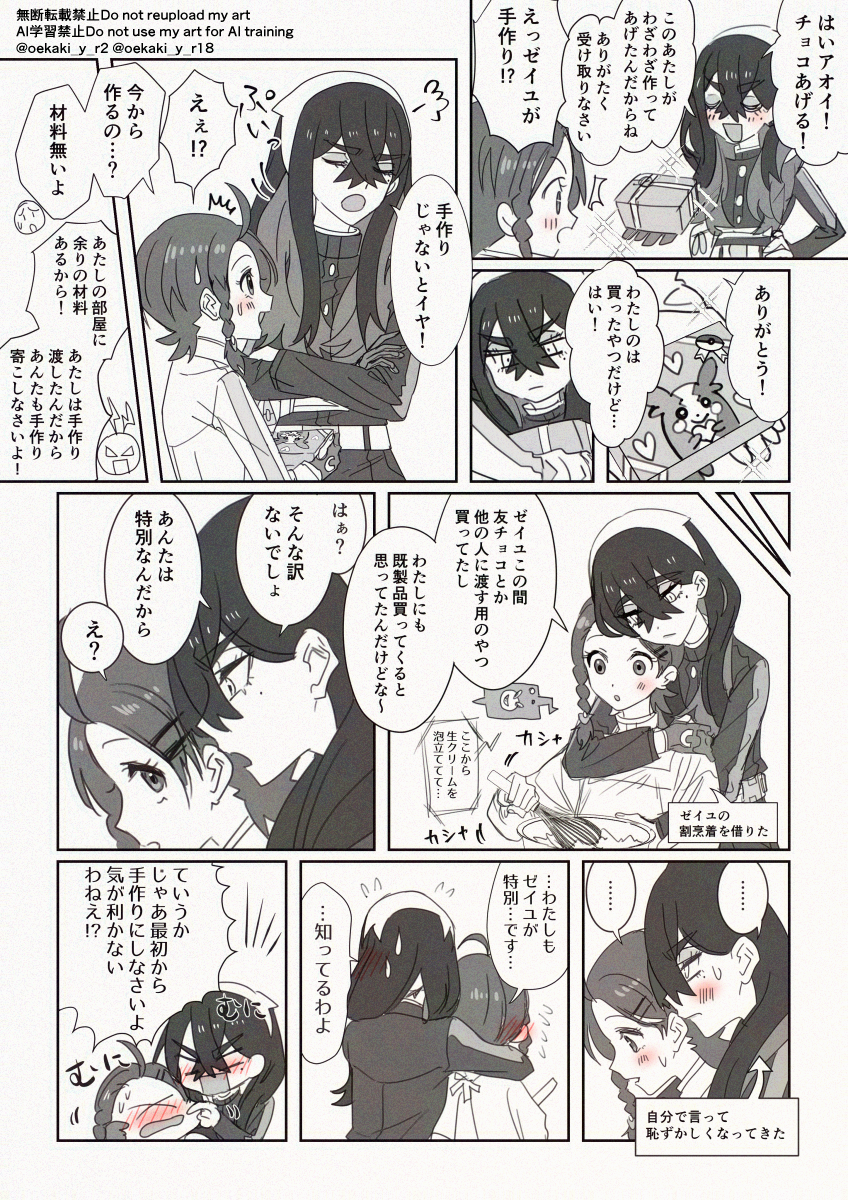 無断転載禁止Do not reupload my art
AI学習禁止Do not use my art for AI training
@oekaki_y_r2 @oekaki_y_r18
はいアオイ！
チョコあげる！
このあたしが
わざわざ作って
あげたんだからね
ありがたく
受け取りなさい
えっゼイユが
手作り!?
ありがとう！
わたしのは
買ったやつだけど…
はい！
ぷいっ
手作り
じゃないとイヤ！
えぇ!?
今から
作るの…？
材料無いよ
あたしの部屋に
余りの材料
あるから！
あたしは手作り
渡したんだから
あんたも手作り
寄こしなさいよ！
ゼイユこの間
友チョコとか
他の人に渡す用のやつ
買ってたし
わたしにも
既製品買ってくると
思ってたんだけどな〜
ここから
生クリームを
泡立てて…
カシャ
カシャ
ゼイユの
割烹着を借りた
はぁ？
そんな訳
ないでしょ
あんたは
特別なんだから
え？
……
……
自分で言って
恥ずかしくなってきた
…わたしも
ゼイユが
特別…です…
…知ってるわよ
ていうか
じゃあ最初から
手作りにしなさいよ
気が利かない
わねえ!?
むに
むに